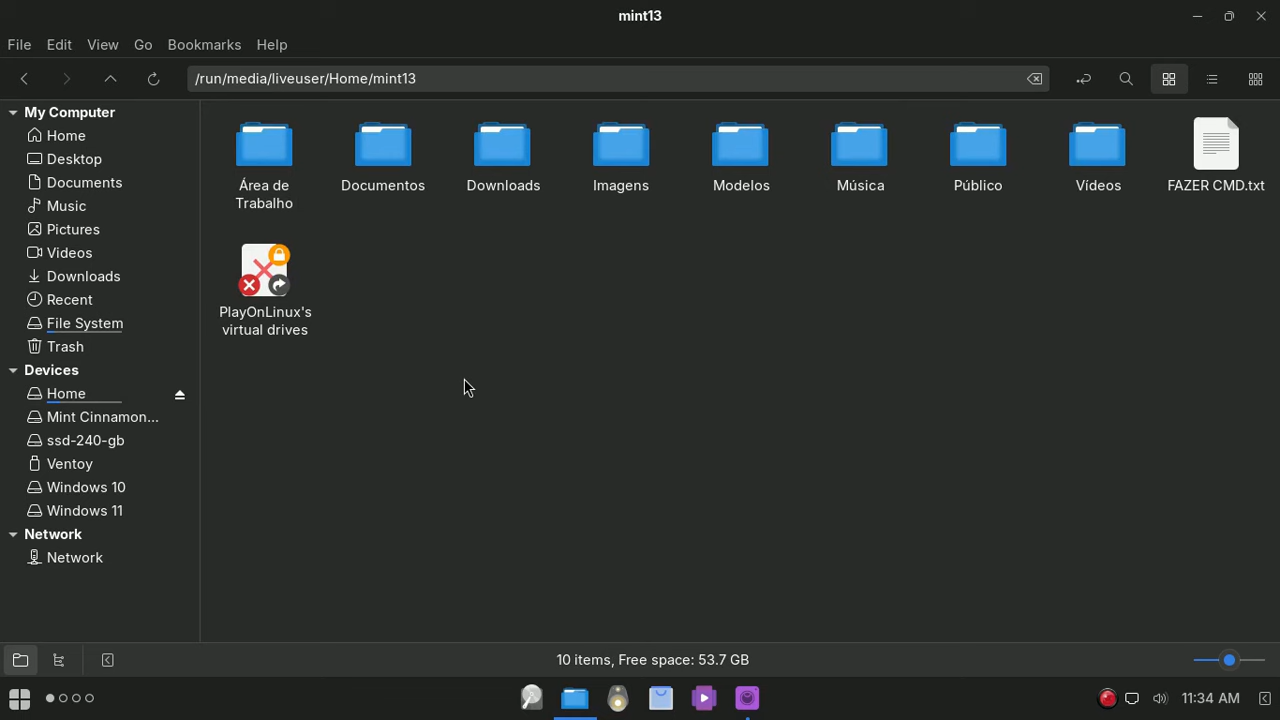 mint13
File Edit View Go Bookmarks Help
/run/media/liveuser/Home/mint13
My Computer
Home
Desktop
Documents
Music
Pictures
Videos
Downloads
Recent
File System
Trash
Devices
Home
Mint Cinnamon...
ssd-240-gb
Ventoy
Windows 10
Windows 11
Network
Network
Área de
Trabalho
Documentos
Downloads
Imagens
Modelos
Música
Público
Vídeos
FAZER CMD.txt
PlayOnLinux's
virtual drives
10 items, Free space: 53.7 GB
11:34 AM